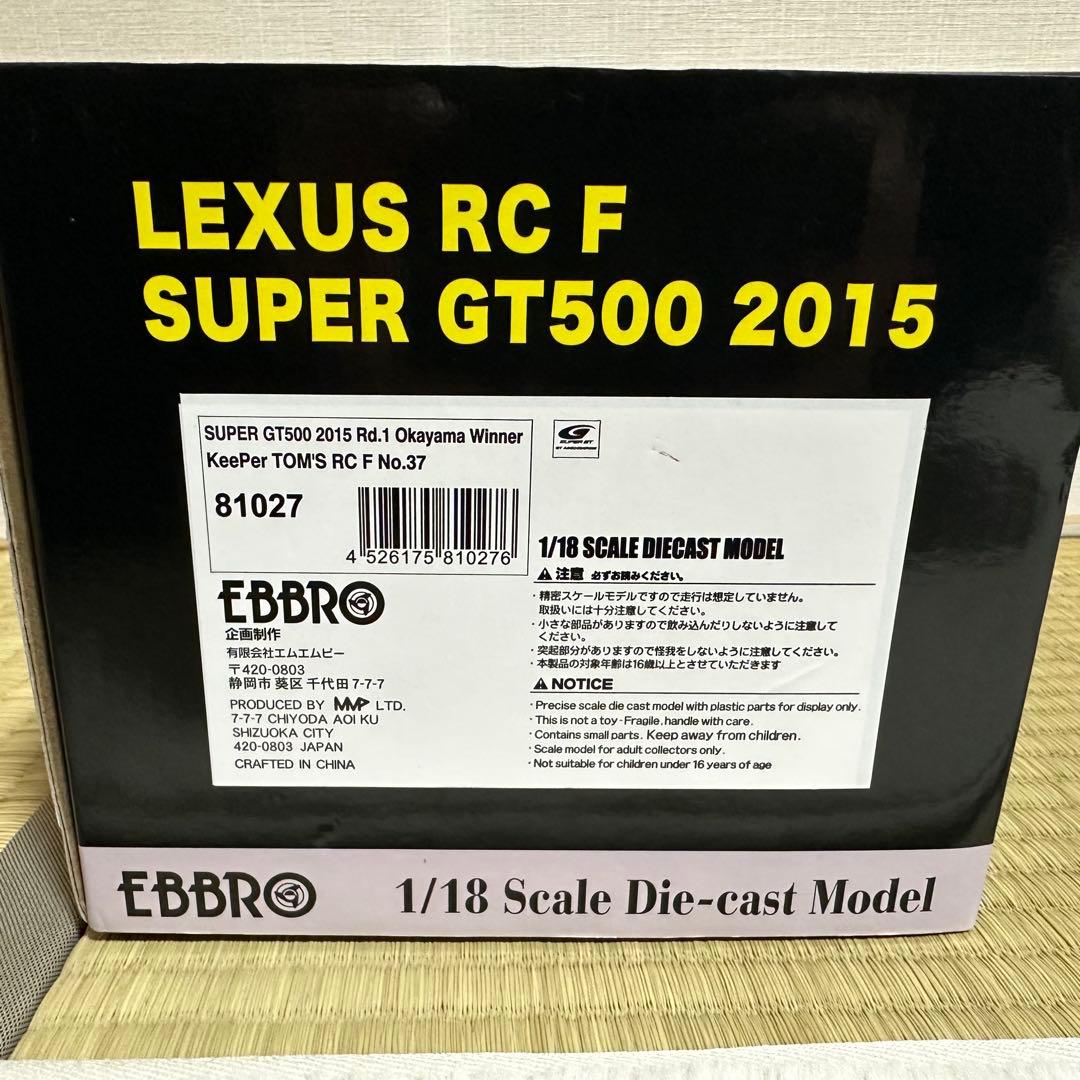 LEXUS RC F
SUPER GT500 2015
SUPER GT500 2015 Rd.1 Okayama Winner
KeePer TOM'S RC F No.37
81027
4 526175 810276
SUPER GT
1/18 SCALE DIECAST MODEL
注意 必ずお読みください。
・精密スケールモデルですので走行は想定していません。
取扱いには十分注意してください。
・小さな部品がありますので飲み込んだりしないように注意して
ください。
・突起部分がありますので怪我をしないように注意してください。
・本製品の対象年齢は16歳以上とさせていただきます
NOTICE
・Precise scale die cast model with plastic parts for display only.
・This is not a toy - Fragile, handle with care.
・Contains small parts. Keep away from children.
・Scale model for adult collectors only.
・Not suitable for children under 16 years of age
EBBRO
企画制作
有限会社エムエムピー
〒420-0803
静岡市 葵区 千代田 7-7-7
PRODUCED BY MMP LTD.
7-7-7 CHIYODA AOI KU
SHIZUOKA CITY
420-0803 JAPAN
CRAFTED IN CHINA
EBBRO 1/18 Scale Die-cast Model